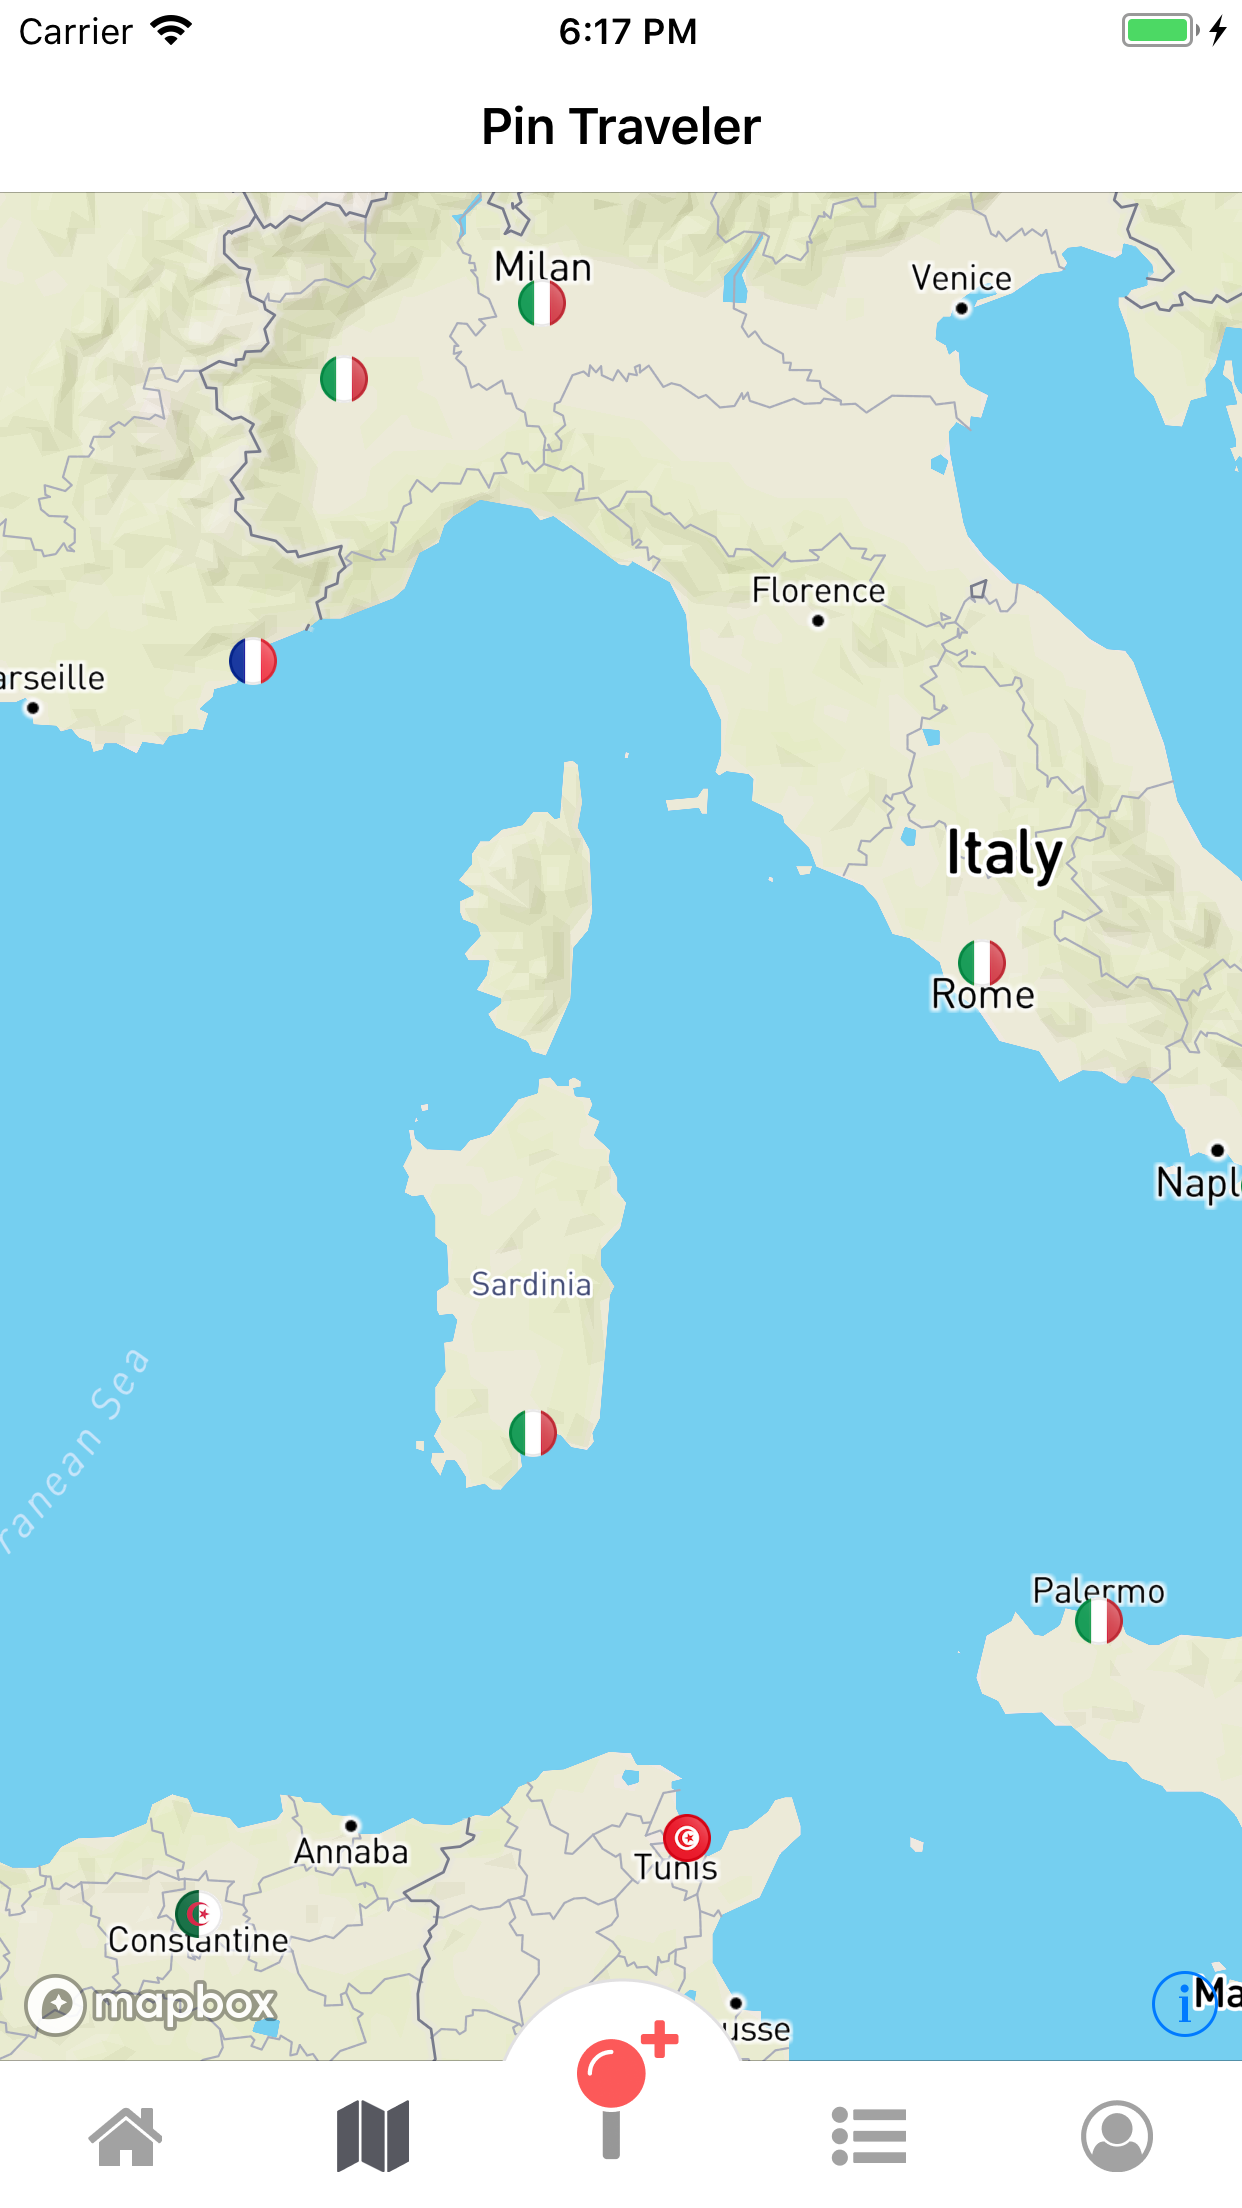 Carrier
6:17 PM
Pin Traveler
Milan
Venice
Florence
arseille
Italy
Rome
Napl
Sardinia
ranean Sea
Palermo
Annaba
Tunis
Constantine
mapbox
i
Ma
usse